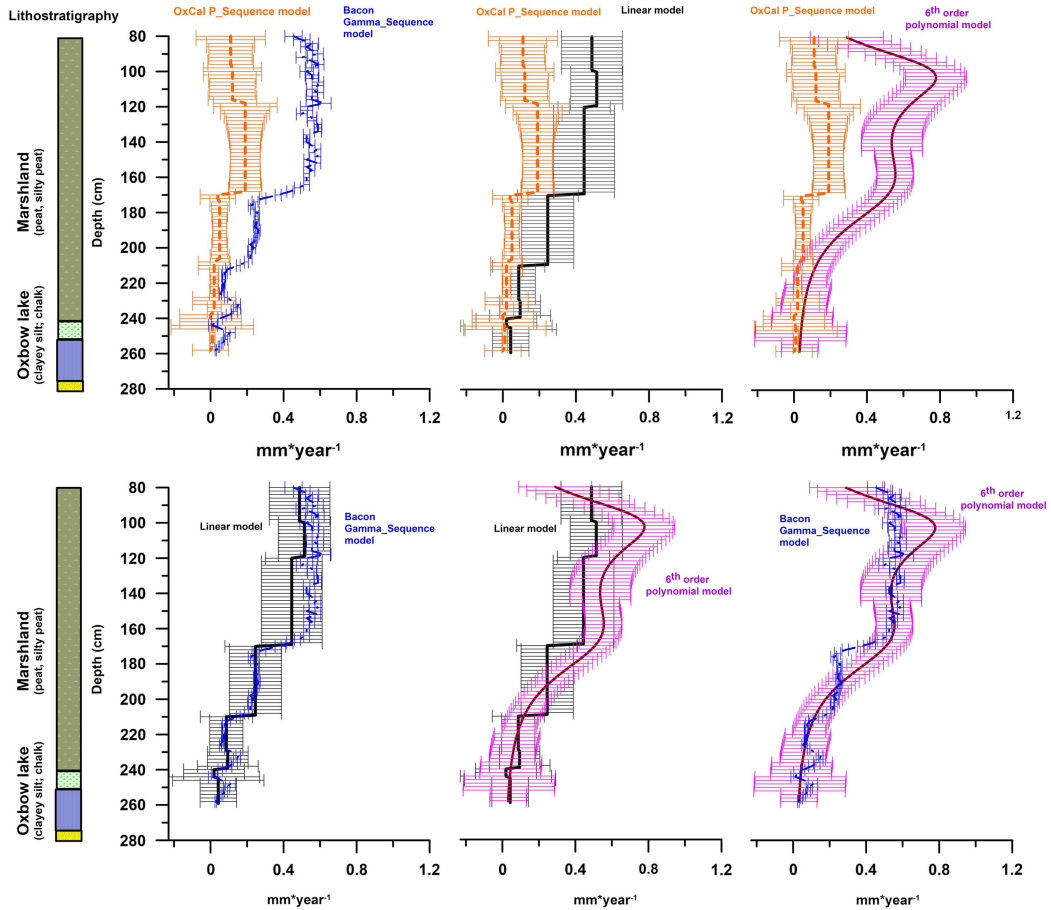 Lithostratigraphy
OxCal P_Sequence model
Bacon
Gamma_Sequence
model
OxCal P_Sequence model
Linear model
OxCal P_Sequence model
6th order
polynomial model
Marshland
(peat, silty peat)
Oxbow lake
(clayey silt; chalk)
Depth (cm)
80
100
120
140
160
180
200
220
240
260
280
0 0.4 0.8 1.2
mm*year-1
0 0.4 0.8 1.2
mm*year-1
0 0.4 0.8 1.2
mm*year-1
Marshland
(peat, silty peat)
Oxbow lake
(clayey silt; chalk)
Depth (cm)
80
100
120
140
160
180
200
220
240
260
280
Linear model
Bacon
Gamma_Sequence
model
Linear model
6th order
polynomial model
Bacon
Gamma_Sequence
model
6th order
polynomial model
0 0.4 0.8 1.2
mm*year-1
0 0.4 0.8 1.2
mm*year-1
0 0.4 0.8 1.2
mm*year-1